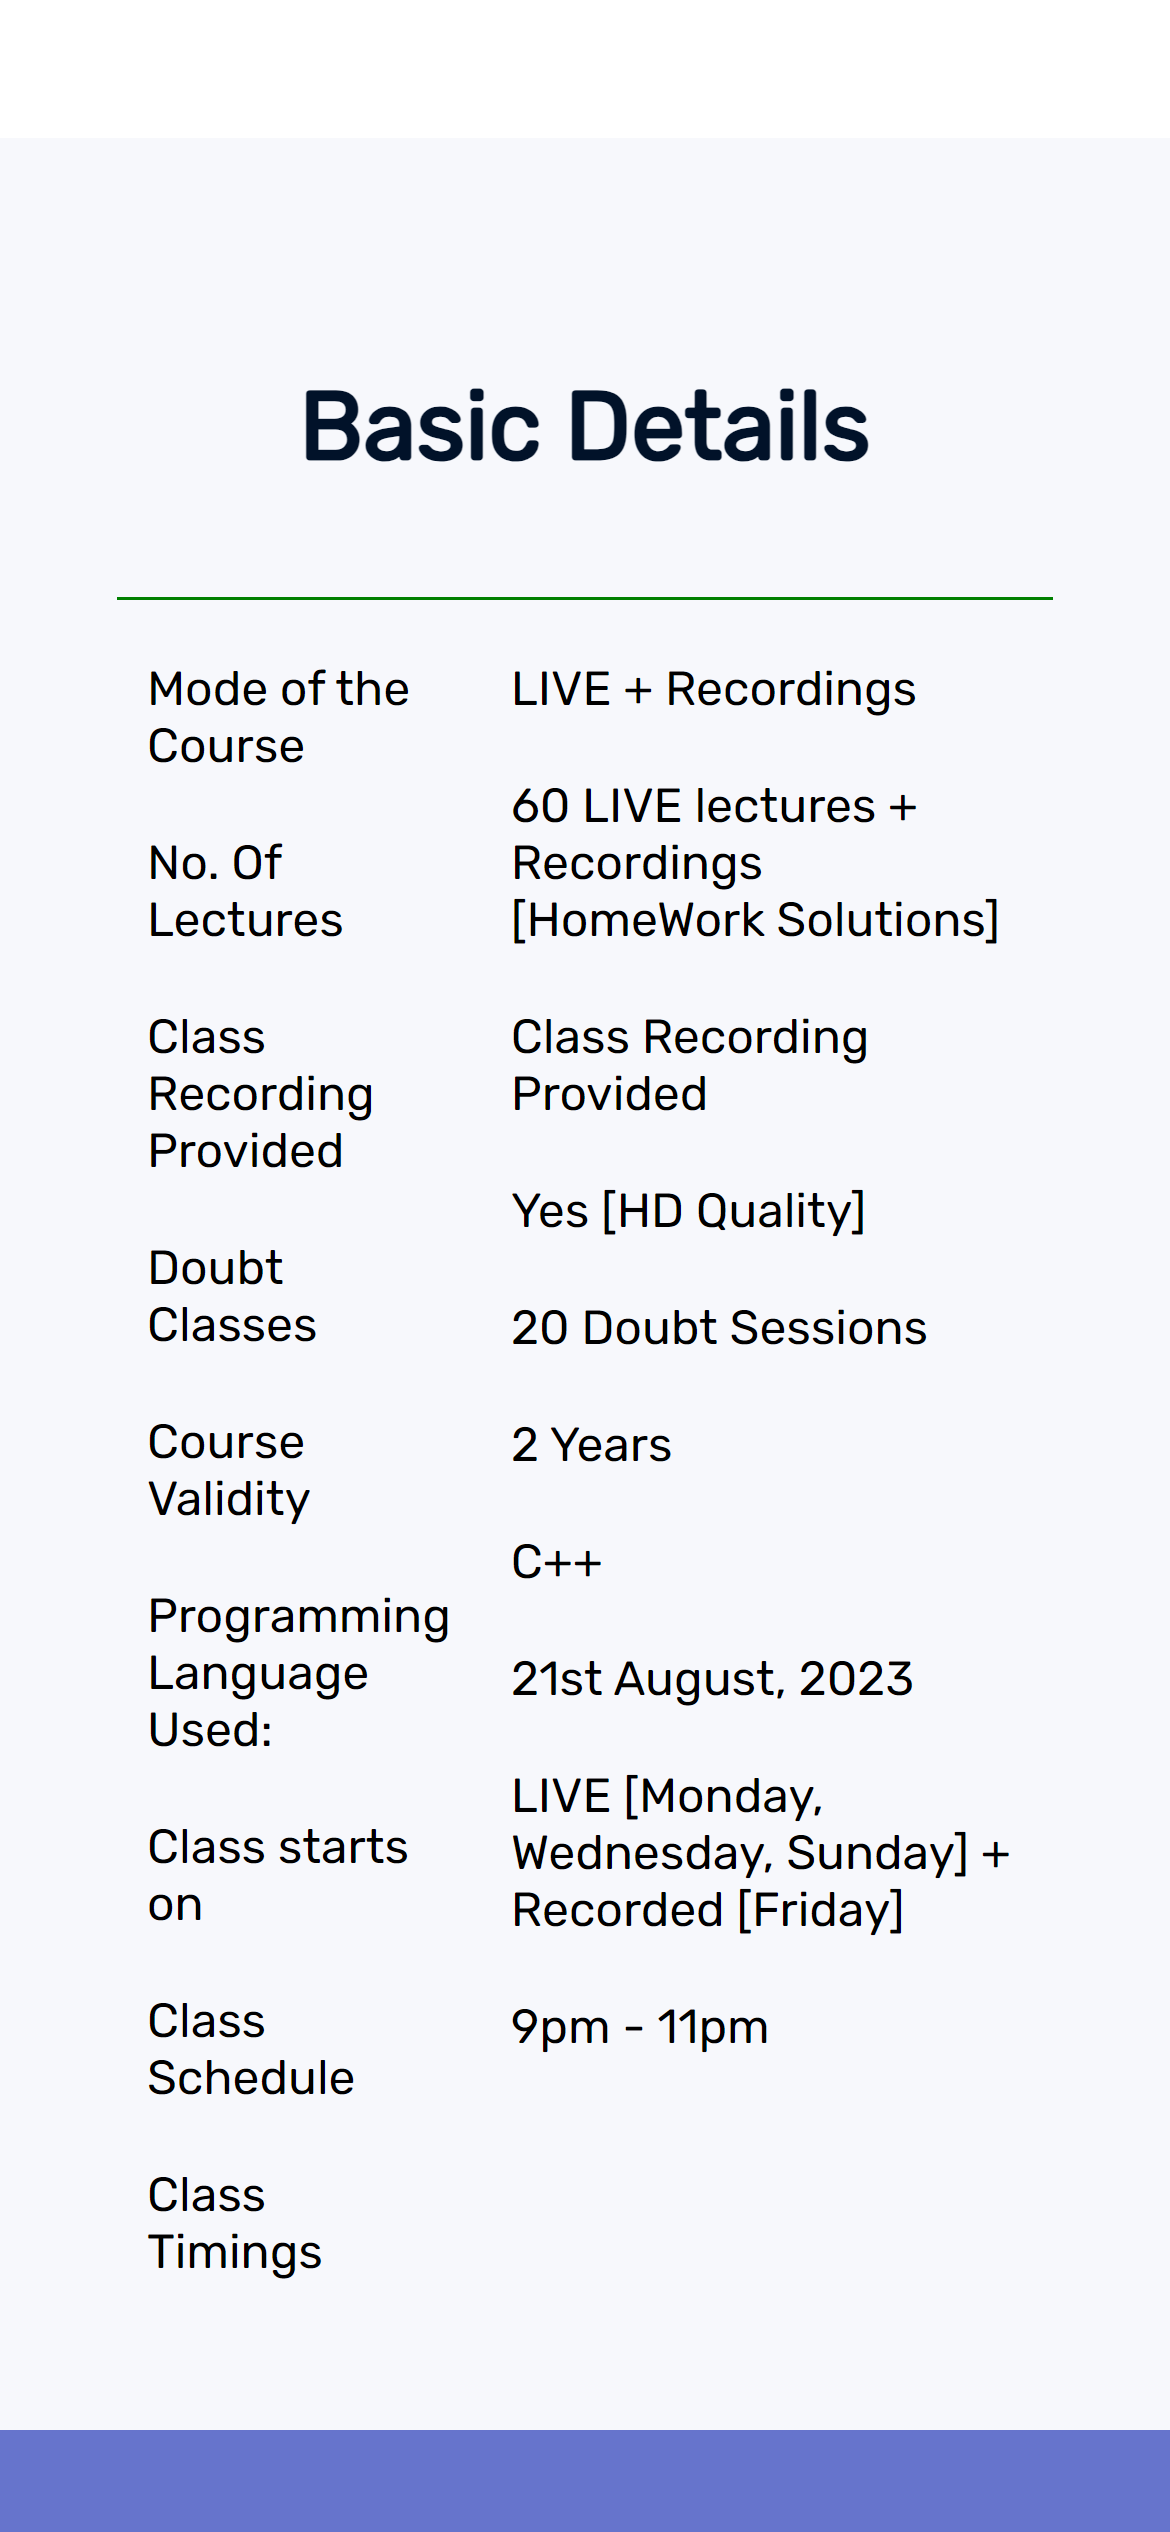 Basic Details
Mode of the
Course
No. Of
Lectures
Class
Recording
Provided
Doubt
Classes
Course
Validity
Programming
Language
Used:
Class starts
on
Class
Schedule
Class
Timings
LIVE + Recordings
60 LIVE lectures +
Recordings
[HomeWork Solutions]
Class Recording
Provided
Yes [HD Quality]
20 Doubt Sessions
2 Years
C++
21st August, 2023
LIVE [Monday,
Wednesday, Sunday] +
Recorded [Friday]
9pm - 11pm